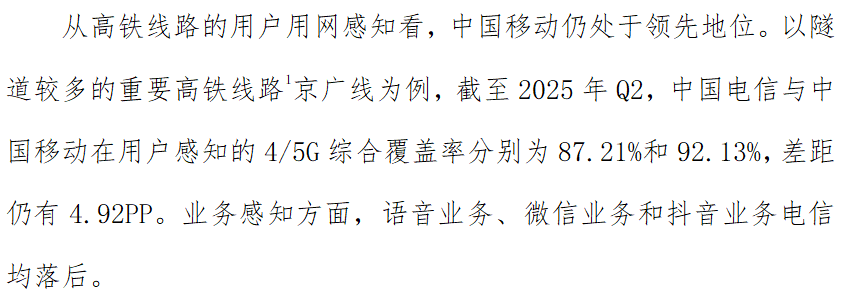 从高铁线路的用户用网感知看，中国移动仍处于领先地位。以隧
道较多的重要高铁线路1京广线为例，截至 2025 年 Q2，中国电信与中
国移动在用户感知的 4/5G 综合覆盖率分别为 87.21%和 92.13%，差距
仍有 4.92PP。业务感知方面，语音业务、微信业务和抖音业务电信
均落后。